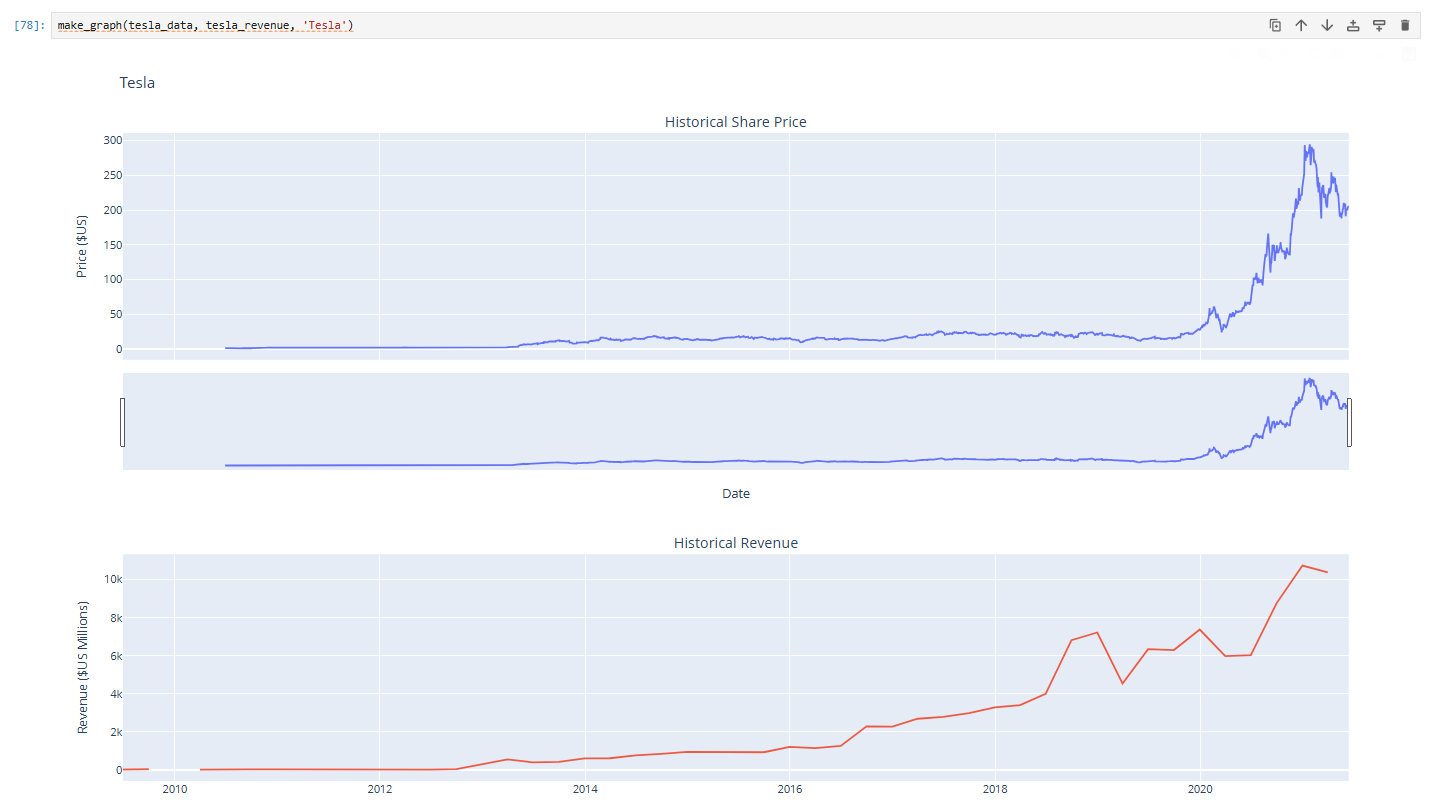 [78]: make_graph(tesla_data, tesla_revenue, 'Tesla')
Tesla
Historical Share Price
300
250
200
150
100
50
0
Price ($US)
Date
Historical Revenue
10k
8k
6k
4k
2k
0
Revenue ($US Millions)
2010 2012 2014 2016 2018 2020